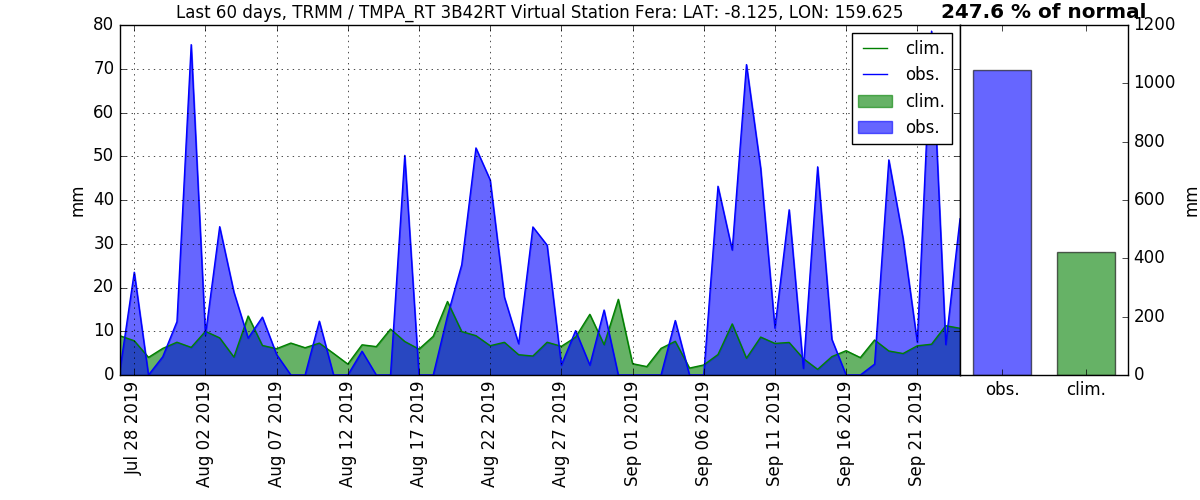 Last 60 days, TRMM / TMPA_RT 3B42RT Virtual Station Fera: LAT: -8.125, LON: 159.625
247.6 % of normal
80
70
60
50
40
30
20
10
0
mm
clim.
obs.
clim.
obs.
1200
1000
800
600
400
200
0
mm
Jul 28 2019
Aug 02 2019
Aug 07 2019
Aug 12 2019
Aug 17 2019
Aug 22 2019
Aug 27 2019
Sep 01 2019
Sep 06 2019
Sep 11 2019
Sep 16 2019
Sep 21 2019
obs.
clim.